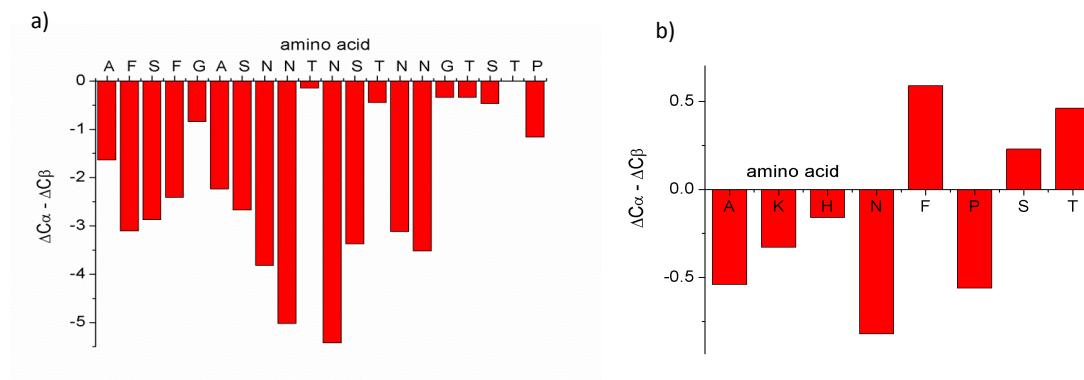 a)
amino acid
A F S F G A S N N T N S T N N G T S T P
0
-1
-2
-3
-4
-5
ΔCα - ΔCβ
b)
0.5
0.0
-0.5
ΔCα - ΔCβ
amino acid
A K H N F P S T